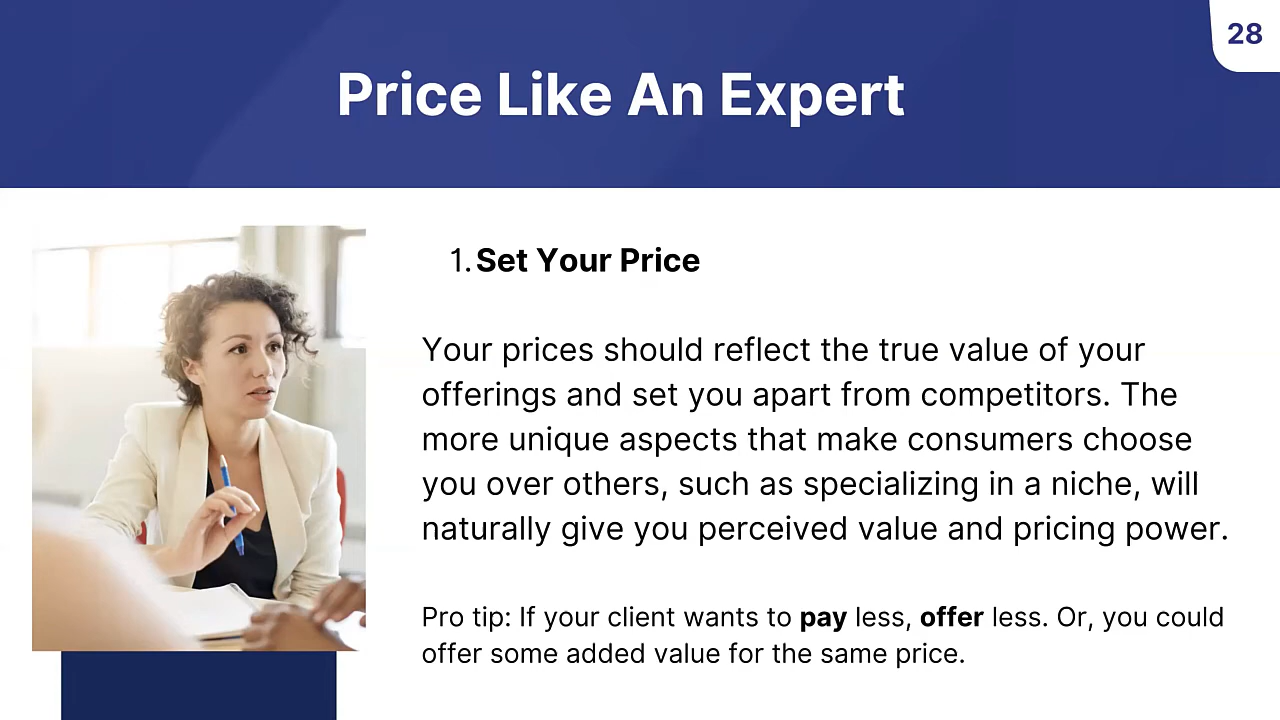 28
Price Like An Expert
1. Set Your Price
Your prices should reflect the true value of your
offerings and set you apart from competitors. The
more unique aspects that make consumers choose
you over others, such as specializing in a niche, will
naturally give you perceived value and pricing power.
Pro tip: If your client wants to pay less, offer less. Or, you could
offer some added value for the same price.